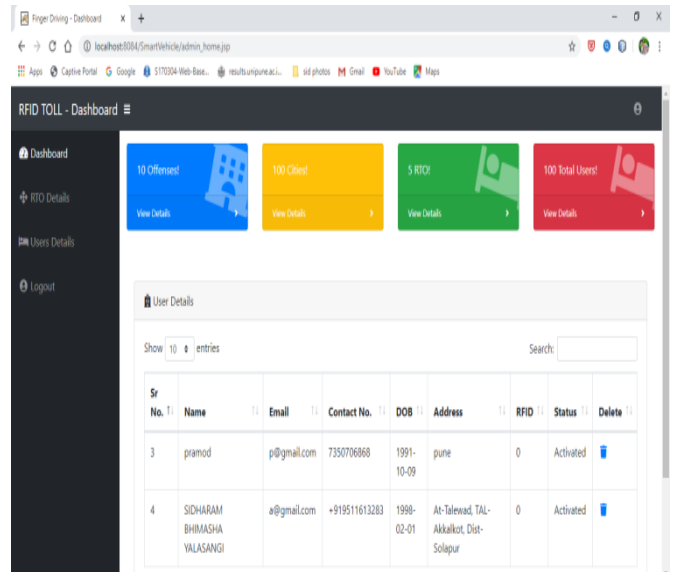 Finger Driving - Dashboard
localhost:8084/SmartVehicle/admin_home.jsp
Apps Captive Portal Google S170304-Web-Base... results.unipune.ac.i... sid photos Gmail YouTube Maps
RFID TOLL - Dashboard
Dashboard
RTO Details
Users Details
Logout
10 Offenses! 100 Cities! 5 RTO! 100 Total Users!
View Details View Details View Details View Details
User Details
Show 10 entries Search:
Sr
No. Name Email Contact No. DOB Address RFID Status Delete
3 pramod p@gmail.com 7350706868 1991- pune 0 Activated
10-09
4 SIDHARAM a@gmail.com +919511613283 1998- At-Talewad, TAL- 0 Activated
BHIMASHA 02-01 Akkalkot, Dist-
YALASANGI Solapur